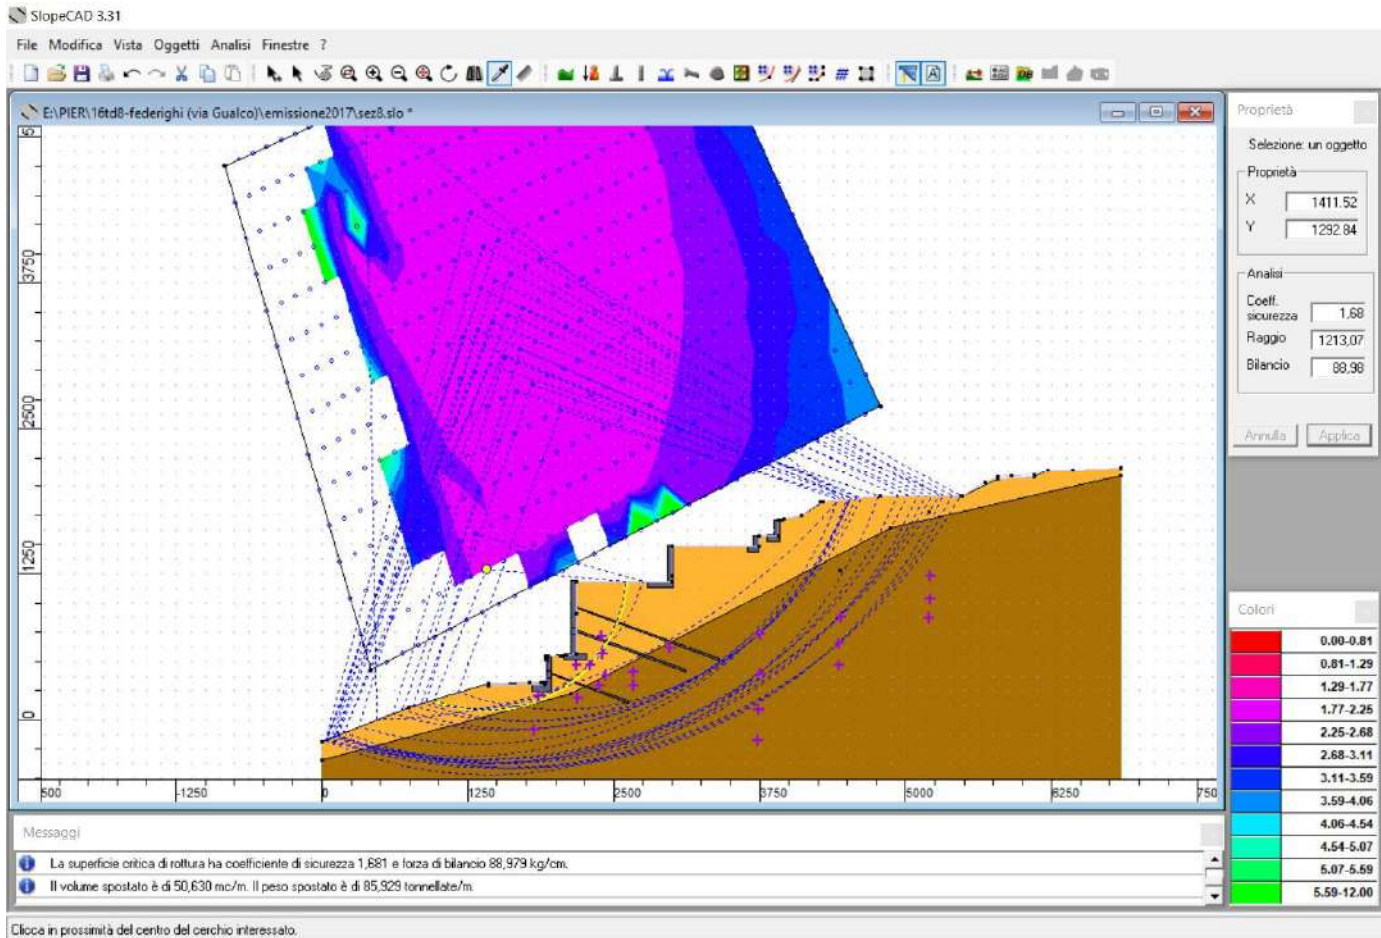 SlopeCAD 3.31
File Modifica Vista Oggetti Analisi Finestre ?
E:\PIER\16td8-federighi (via Gualco)\emissione2017\sez8.slo *
Proprietà
Selezione: un oggetto
Proprietà
X 1411.52
Y 1292.84
Analisi
Coeff. sicurezza 1,68
Raggio 1213,07
Bilancio 88,98
Annulla Applica
3750
2500
1250
0
500 -1250 0 1250 2500 3750 5000 6250 750
Colori
0.00-0.81
0.81-1.29
1.29-1.77
1.77-2.25
2.25-2.68
2.68-3.11
3.11-3.59
3.59-4.06
4.06-4.54
4.54-5.07
5.07-5.59
5.59-12.00
Messaggi
La superficie critica di rottura ha coefficiente di sicurezza 1,681 e forza di bilancio 88,979 kg/cm.
Il volume spostato è di 50,630 mc/m. Il peso spostato è di 85,929 tonnellate/m.
Clicca in prossimità del centro del cerchio interessato.